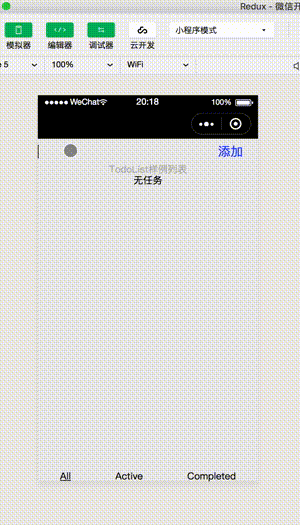 Redux - 微信开
模拟器 编辑器 调试器 云开发 小程序模式
e 5 100% WiFi
WeChat 20:18 100%
添加
TodoList样例列表
无任务
All Active Completed